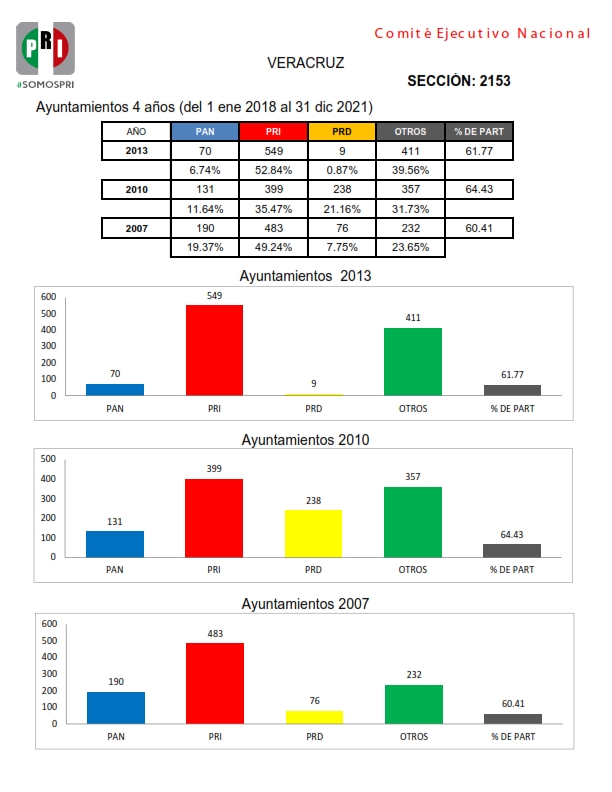 Comité Ejecutivo Nacional
PRI
#SOMOSPRI
VERACRUZ
SECCIÓN: 2153
Ayuntamientos 4 años (del 1 ene 2018 al 31 dic 2021)
AÑO PAN PRI PRD OTROS % DE PART
2013 70 549 9 411 61.77
6.74% 52.84% 0.87% 39.56%
2010 131 399 238 357 64.43
11.64% 35.47% 21.16% 31.73%
2007 190 483 76 232 60.41
19.37% 49.24% 7.75% 23.65%
Ayuntamientos 2013
600
500
400
300
200
100
0
70 549 9 411 61.77
PAN PRI PRD OTROS % DE PART
Ayuntamientos 2010
500
400
300
200
100
0
131 399 238 357 64.43
PAN PRI PRD OTROS % DE PART
Ayuntamientos 2007
600
500
400
300
200
100
0
190 483 76 232 60.41
PAN PRI PRD OTROS % DE PART